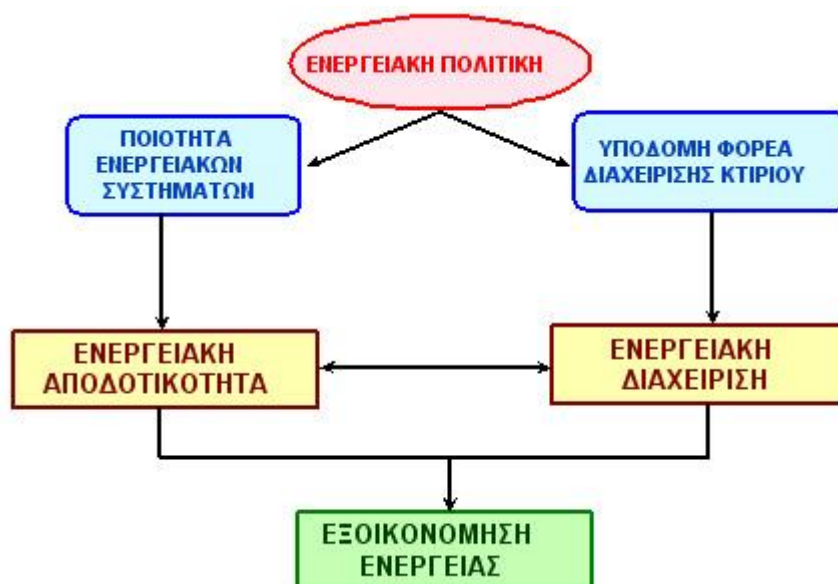 ΕΝΕΡΓΕΙΑΚΗ ΠΟΛΙΤΙΚΗ
ΠΟΙΟΤΗΤΑ
ΕΝΕΡΓΕΙΑΚΩΝ
ΣΥΣΤΗΜΑΤΩΝ
ΥΠΟΔΟΜΗ ΦΟΡΕΑ
ΔΙΑΧΕΙΡΙΣΗΣ ΚΤΙΡΙΟΥ
ΕΝΕΡΓΕΙΑΚΗ
ΑΠΟΔΟΤΙΚΟΤΗΤΑ
ΕΝΕΡΓΕΙΑΚΗ
ΔΙΑΧΕΙΡΙΣΗ
ΕΞΟΙΚΟΝΟΜΗΣΗ
ΕΝΕΡΓΕΙΑΣ